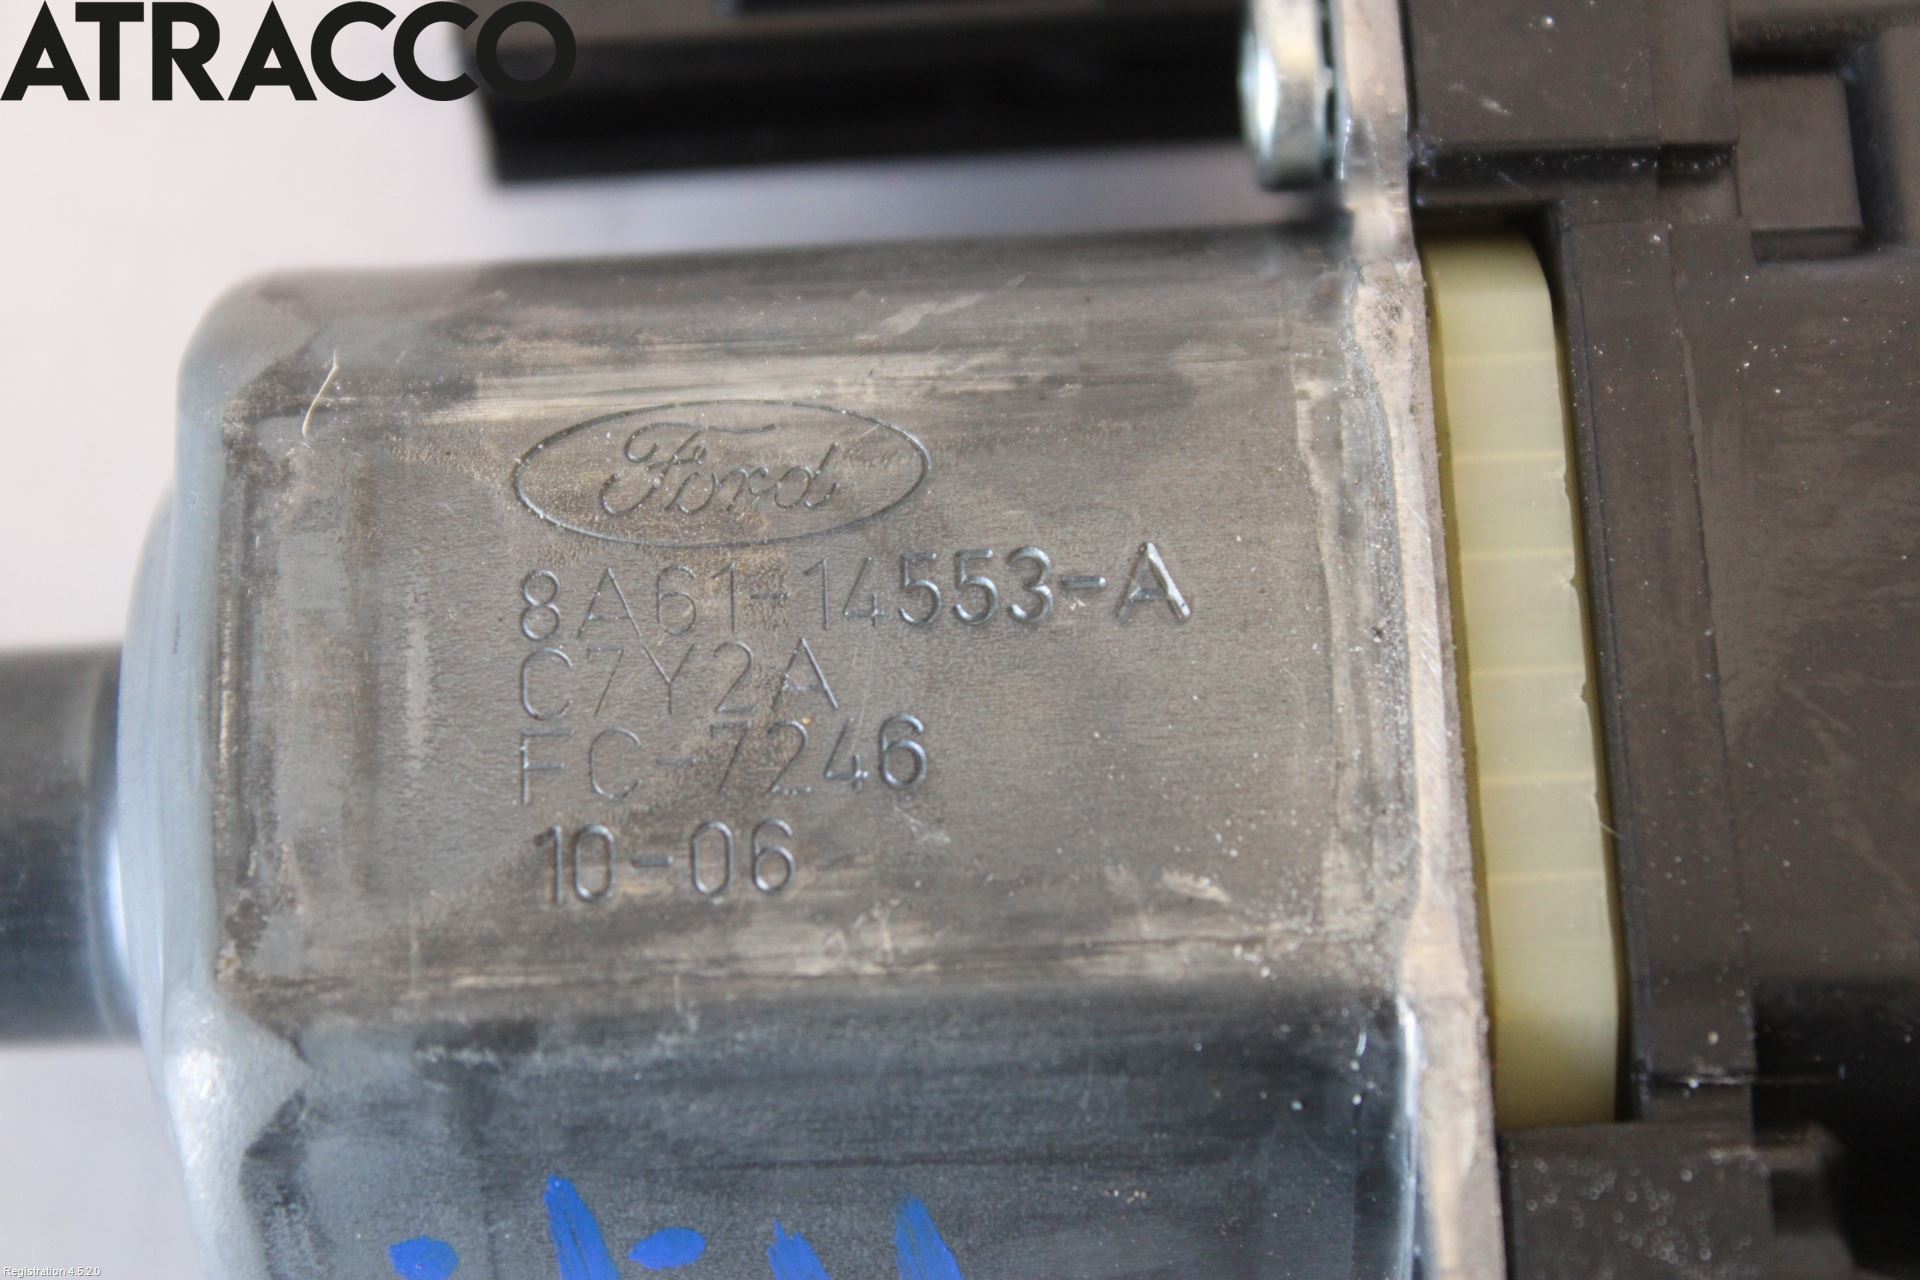 ATRACCO
Ford
8A61-14553-A
C7Y2A
FC-7246
10-06
Registration 4.5.2.0